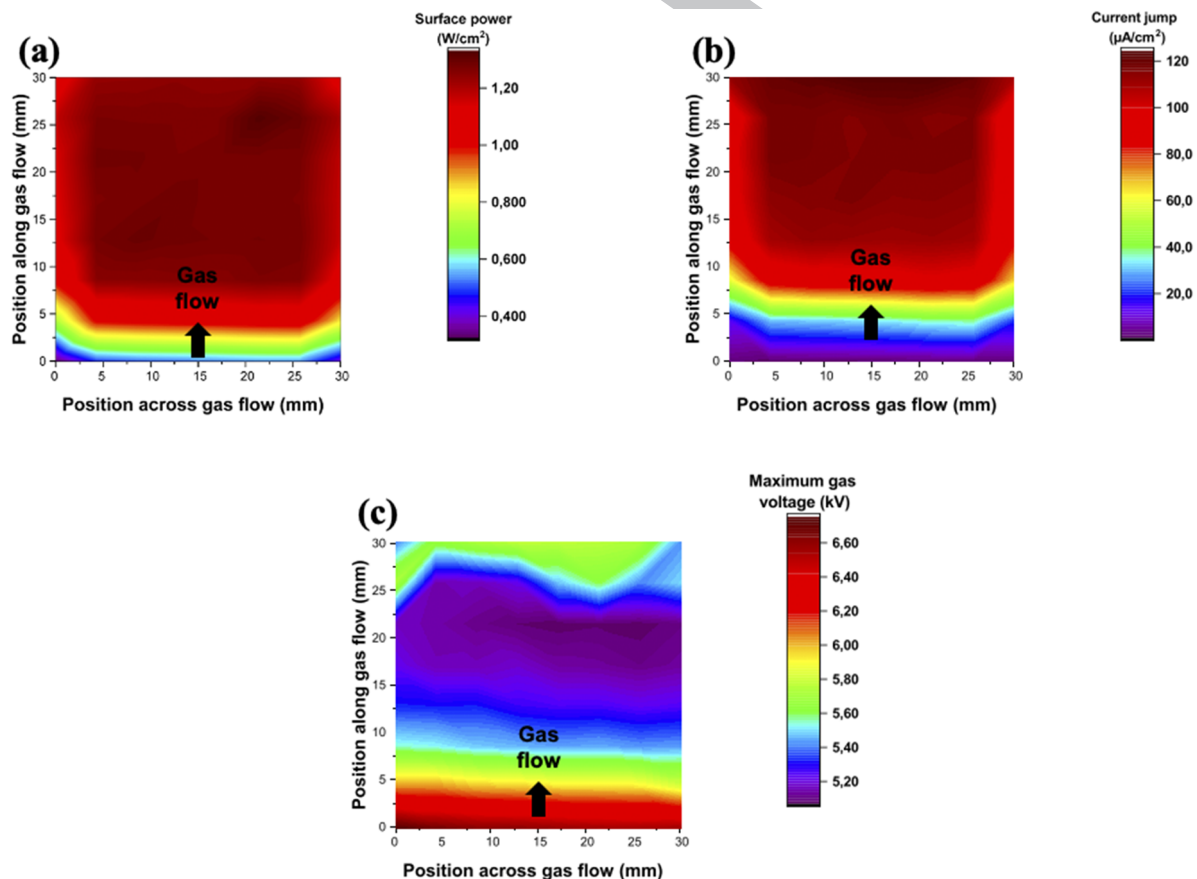 (a)
Surface power
(W/cm²)
30
25
20
15
10
5
0
Position along gas flow (mm)
Gas
flow
0 5 10 15 20 25 30
Position across gas flow (mm)
1,20
1,00
0,800
0,600
0,400
(b)
Current jump
(µA/cm²)
30
25
20
15
10
5
0
Position along gas flow (mm)
Gas
flow
0 5 10 15 20 25 30
Position across gas flow (mm)
120
100
80,0
60,0
40,0
20,0
(c)
Maximum gas
voltage (kV)
30
25
20
15
10
5
0
Position along gas flow (mm)
Gas
flow
0 5 10 15 20 25 30
Position across gas flow (mm)
6,60
6,40
6,20
6,00
5,80
5,60
5,40
5,20